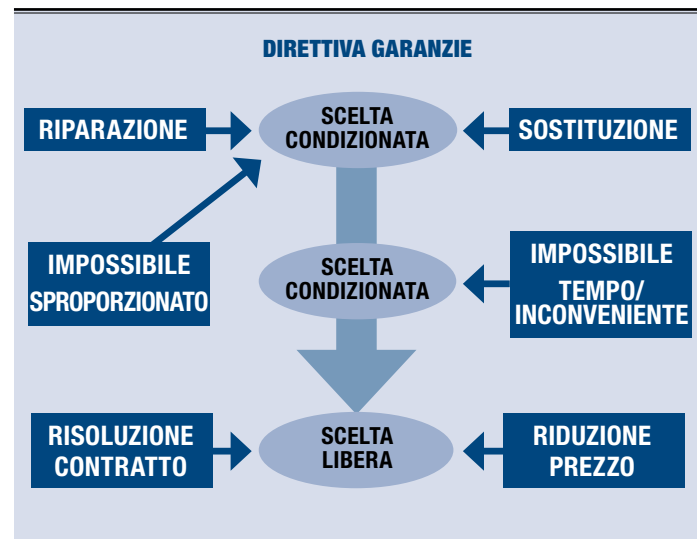 DIRETTIVA GARANZIE
RIPARAZIONE
SCELTA
CONDIZIONATA
SOSTITUZIONE
IMPOSSIBILE
SPROPORZIONATO
SCELTA
CONDIZIONATA
IMPOSSIBILE
TEMPO/
INCONVENIENTE
RISOLUZIONE
CONTRATTO
SCELTA
LIBERA
RIDUZIONE
PREZZO